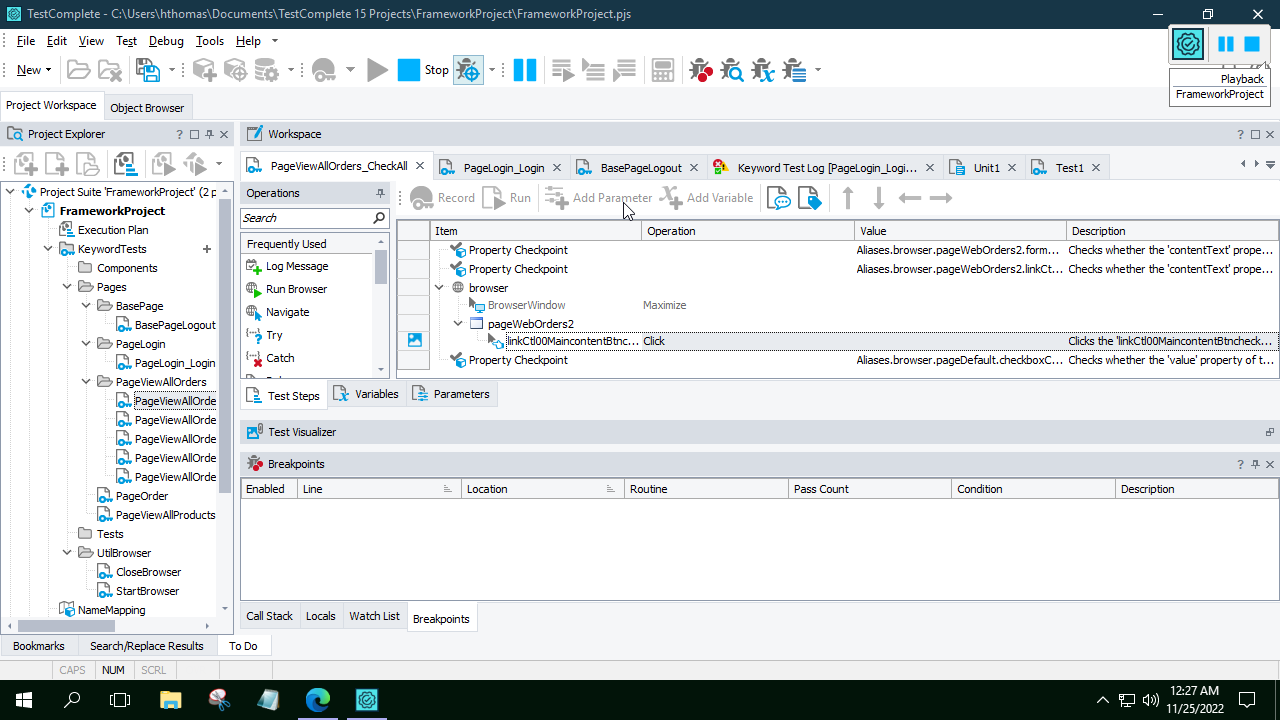 TestComplete - C:\Users\hthomas\Documents\TestComplete 15 Projects\FrameworkProject\FrameworkProject.pjs
File Edit View Test Debug Tools Help
New
Stop
Playback
FrameworkProject
Project Workspace
Object Browser
Project Explorer
Workspace
PageViewAllOrders_CheckAll
PageLogin_Login
BasePageLogout
Keyword Test Log [PageLogin_Logi...
Unit1
Test1
Project Suite 'FrameworkProject' (2 p
FrameworkProject
Execution Plan
KeywordTests
Components
Pages
BasePage
BasePageLogout
PageLogin
PageLogin_Login
PageViewAllOrders
PageViewAllOrde
PageViewAllOrde
PageViewAllOrde
PageViewAllOrde
PageViewAllOrde
PageOrder
PageViewAllProducts
Tests
UtilBrowser
CloseBrowser
StartBrowser
NameMapping
Operations
Search
Frequently Used
Log Message
Run Browser
Navigate
Try
Catch
Record Run Add Parameter Add Variable
Item Operation Value Description
Property Checkpoint Aliases.browser.pageWebOrders2.form... Checks whether the 'contentText' prope...
Property Checkpoint Aliases.browser.pageWebOrders2.linkCt... Checks whether the 'contentText' prope...
browser
BrowserWindow Maximize
pageWebOrders2
linkCtl00MaincontentBtnc... Click Clicks the 'linkCtl00MaincontentBtncheck...
Property Checkpoint Aliases.browser.pageDefault.checkboxC... Checks whether the 'value' property of t...
Test Steps Variables Parameters
Test Visualizer
Breakpoints
Enabled Line Location Routine Pass Count Condition Description
Call Stack Locals Watch List Breakpoints
Bookmarks Search/Replace Results To Do
CAPS NUM SCRL
12:27 AM
11/25/2022